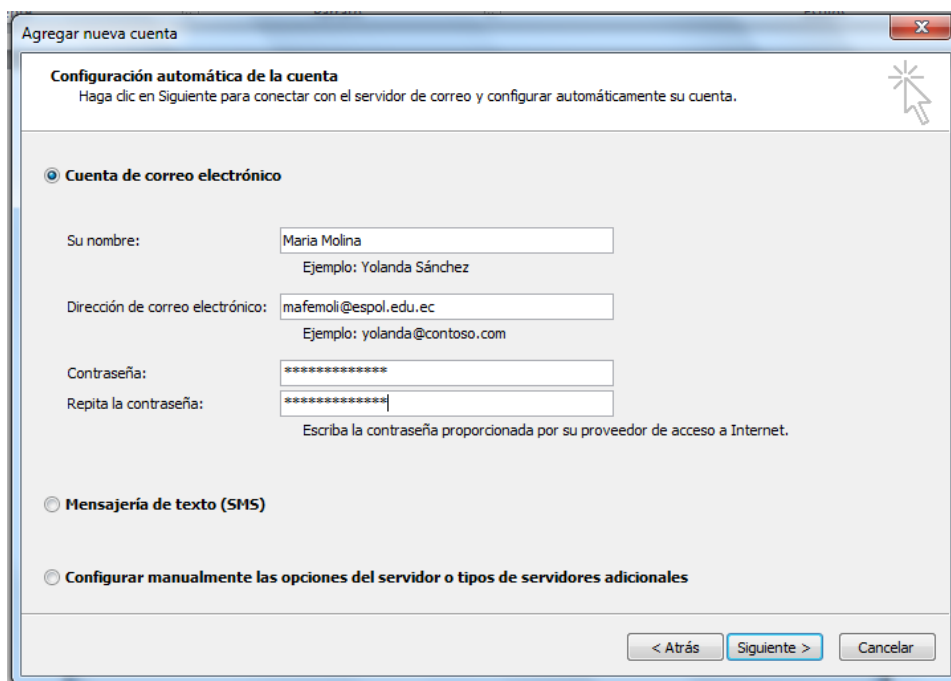 Agregar nueva cuenta
Configuración automática de la cuenta
Haga clic en Siguiente para conectar con el servidor de correo y configurar automáticamente su cuenta.
Cuenta de correo electrónico
Su nombre: Maria Molina
Ejemplo: Yolanda Sánchez
Dirección de correo electrónico: mafemoli@espol.edu.ec
Ejemplo: yolanda@contoso.com
Contraseña: *************
Repita la contraseña: *************
Escriba la contraseña proporcionada por su proveedor de acceso a Internet.
Mensajería de texto (SMS)
Configurar manualmente las opciones del servidor o tipos de servidores adicionales
< Atrás Siguiente > Cancelar